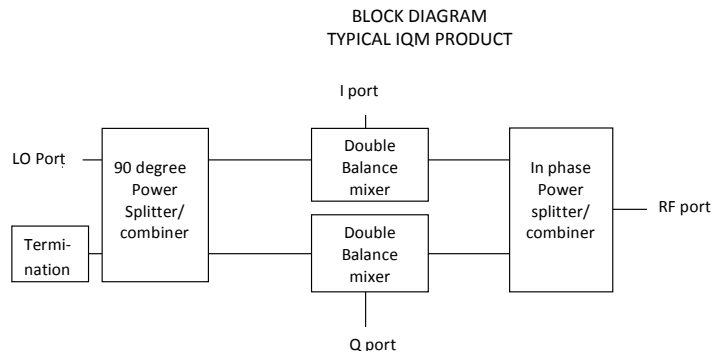 BLOCK DIAGRAM
TYPICAL IQM PRODUCT
I port
LO Port
90 degree
Power
Splitter/
combiner
Double
Balance
mixer
In phase
Power
splitter/
combiner
RF port
Termi-
nation
Double
Balance
mixer
Q port